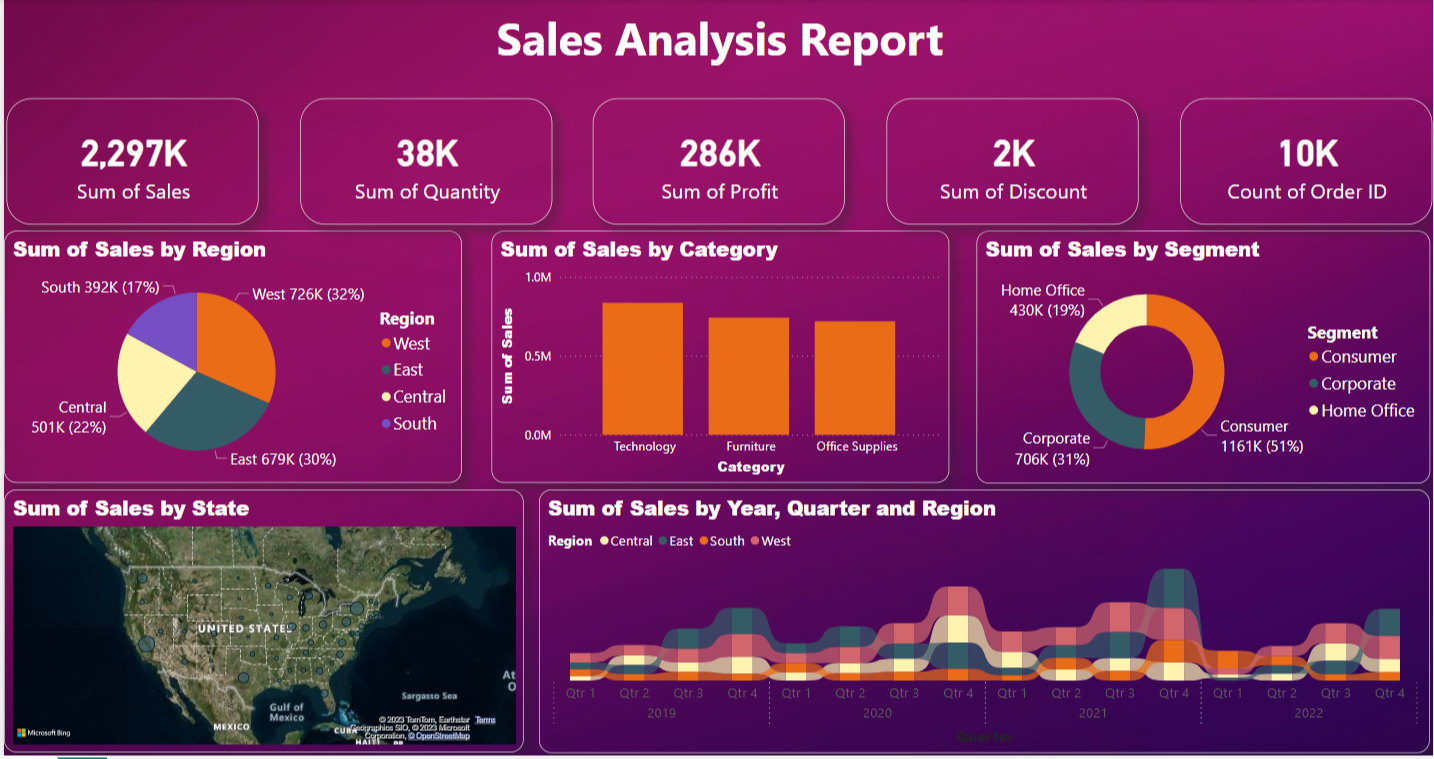 Sales Analysis Report
2,297K
Sum of Sales
38K
Sum of Quantity
286K
Sum of Profit
2K
Sum of Discount
10K
Count of Order ID
Sum of Sales by Region
South 392K (17%)
West 726K (32%)
Central
501K (22%)
East 679K (30%)
Region
West
East
Central
South
Sum of Sales by Category
Sum of Sales
1.0M
0.5M
0.0M
Technology
Furniture
Office Supplies
Category
Sum of Sales by Segment
Home Office
430K (19%)
Corporate
706K (31%)
Consumer
1161K (51%)
Segment
Consumer
Corporate
Home Office
Sum of Sales by State
UNITED STATES
At
O
Sargasso Sea
Gulf of
Mexico
MEXICO
CUBA
HAITI
Microsoft Bing
© 2023 TomTom, Earthstar
Geographics SIO, © 2023 Microsoft
Corporation, © OpenStreetMap
Terms
Sum of Sales by Year, Quarter and Region
Region Central East South West
Qtr 1 Qtr 2 Qtr 3 Qtr 4 Qtr 1 Qtr 2 Qtr 3 Qtr 4 Qtr 1 Qtr 2 Qtr 3 Qtr 4 Qtr 1 Qtr 2 Qtr 3 Qtr 4
2019 2020 2021 2022
Quarter